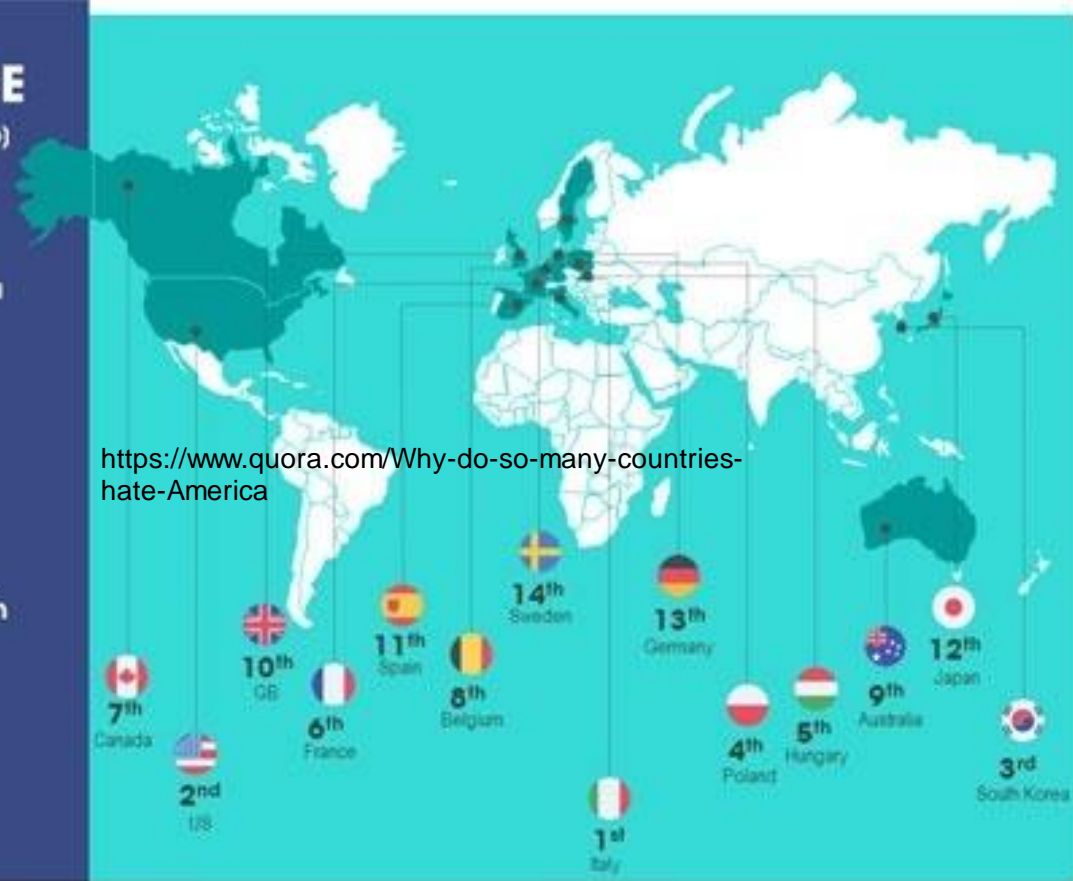 E
)
https://www.quora.com/Why-do-so-many-countries-
hate-America
14th
Sweden
13th
Germany
11th
Spain
10th
GB
12th
Japan
8th
Belgium
9th
Australia
7th
Canada
6th
France
5th
Hungary
4th
Poland
3rd
South Korea
2nd
US
1st
Italy